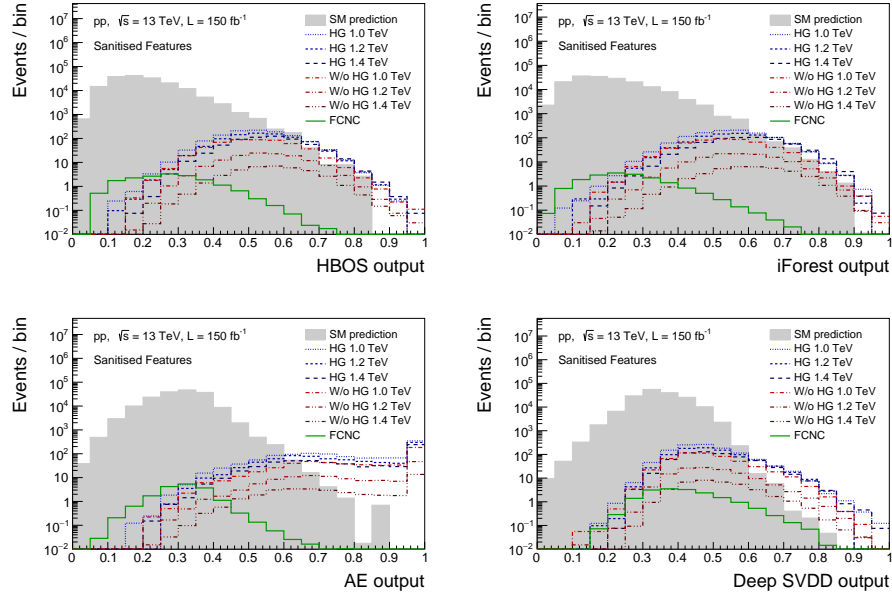 Events / bin
10⁷
10⁶
10⁵
10⁴
10³
10²
10
1
10⁻¹
10⁻²
pp, √s = 13 TeV, L = 150 fb⁻¹
Sanitised Features
SM prediction
HG 1.0 TeV
HG 1.2 TeV
HG 1.4 TeV
W/o HG 1.0 TeV
W/o HG 1.2 TeV
W/o HG 1.4 TeV
FCNC
0 0.1 0.2 0.3 0.4 0.5 0.6 0.7 0.8 0.9 1
HBOS output
Events / bin
10⁷
10⁶
10⁵
10⁴
10³
10²
10
1
10⁻¹
10⁻²
pp, √s = 13 TeV, L = 150 fb⁻¹
Sanitised Features
SM prediction
HG 1.0 TeV
HG 1.2 TeV
HG 1.4 TeV
W/o HG 1.0 TeV
W/o HG 1.2 TeV
W/o HG 1.4 TeV
FCNC
0 0.1 0.2 0.3 0.4 0.5 0.6 0.7 0.8 0.9 1
iForest output
Events / bin
10⁷
10⁶
10⁵
10⁴
10³
10²
10
1
10⁻¹
10⁻²
pp, √s = 13 TeV, L = 150 fb⁻¹
Sanitised Features
SM prediction
HG 1.0 TeV
HG 1.2 TeV
HG 1.4 TeV
W/o HG 1.0 TeV
W/o HG 1.2 TeV
W/o HG 1.4 TeV
FCNC
0 0.1 0.2 0.3 0.4 0.5 0.6 0.7 0.8 0.9 1
AE output
Events / bin
10⁷
10⁶
10⁵
10⁴
10³
10²
10
1
10⁻¹
10⁻²
pp, √s = 13 TeV, L = 150 fb⁻¹
Sanitised Features
SM prediction
HG 1.0 TeV
HG 1.2 TeV
HG 1.4 TeV
W/o HG 1.0 TeV
W/o HG 1.2 TeV
W/o HG 1.4 TeV
FCNC
0 0.1 0.2 0.3 0.4 0.5 0.6 0.7 0.8 0.9 1
Deep SVDD output